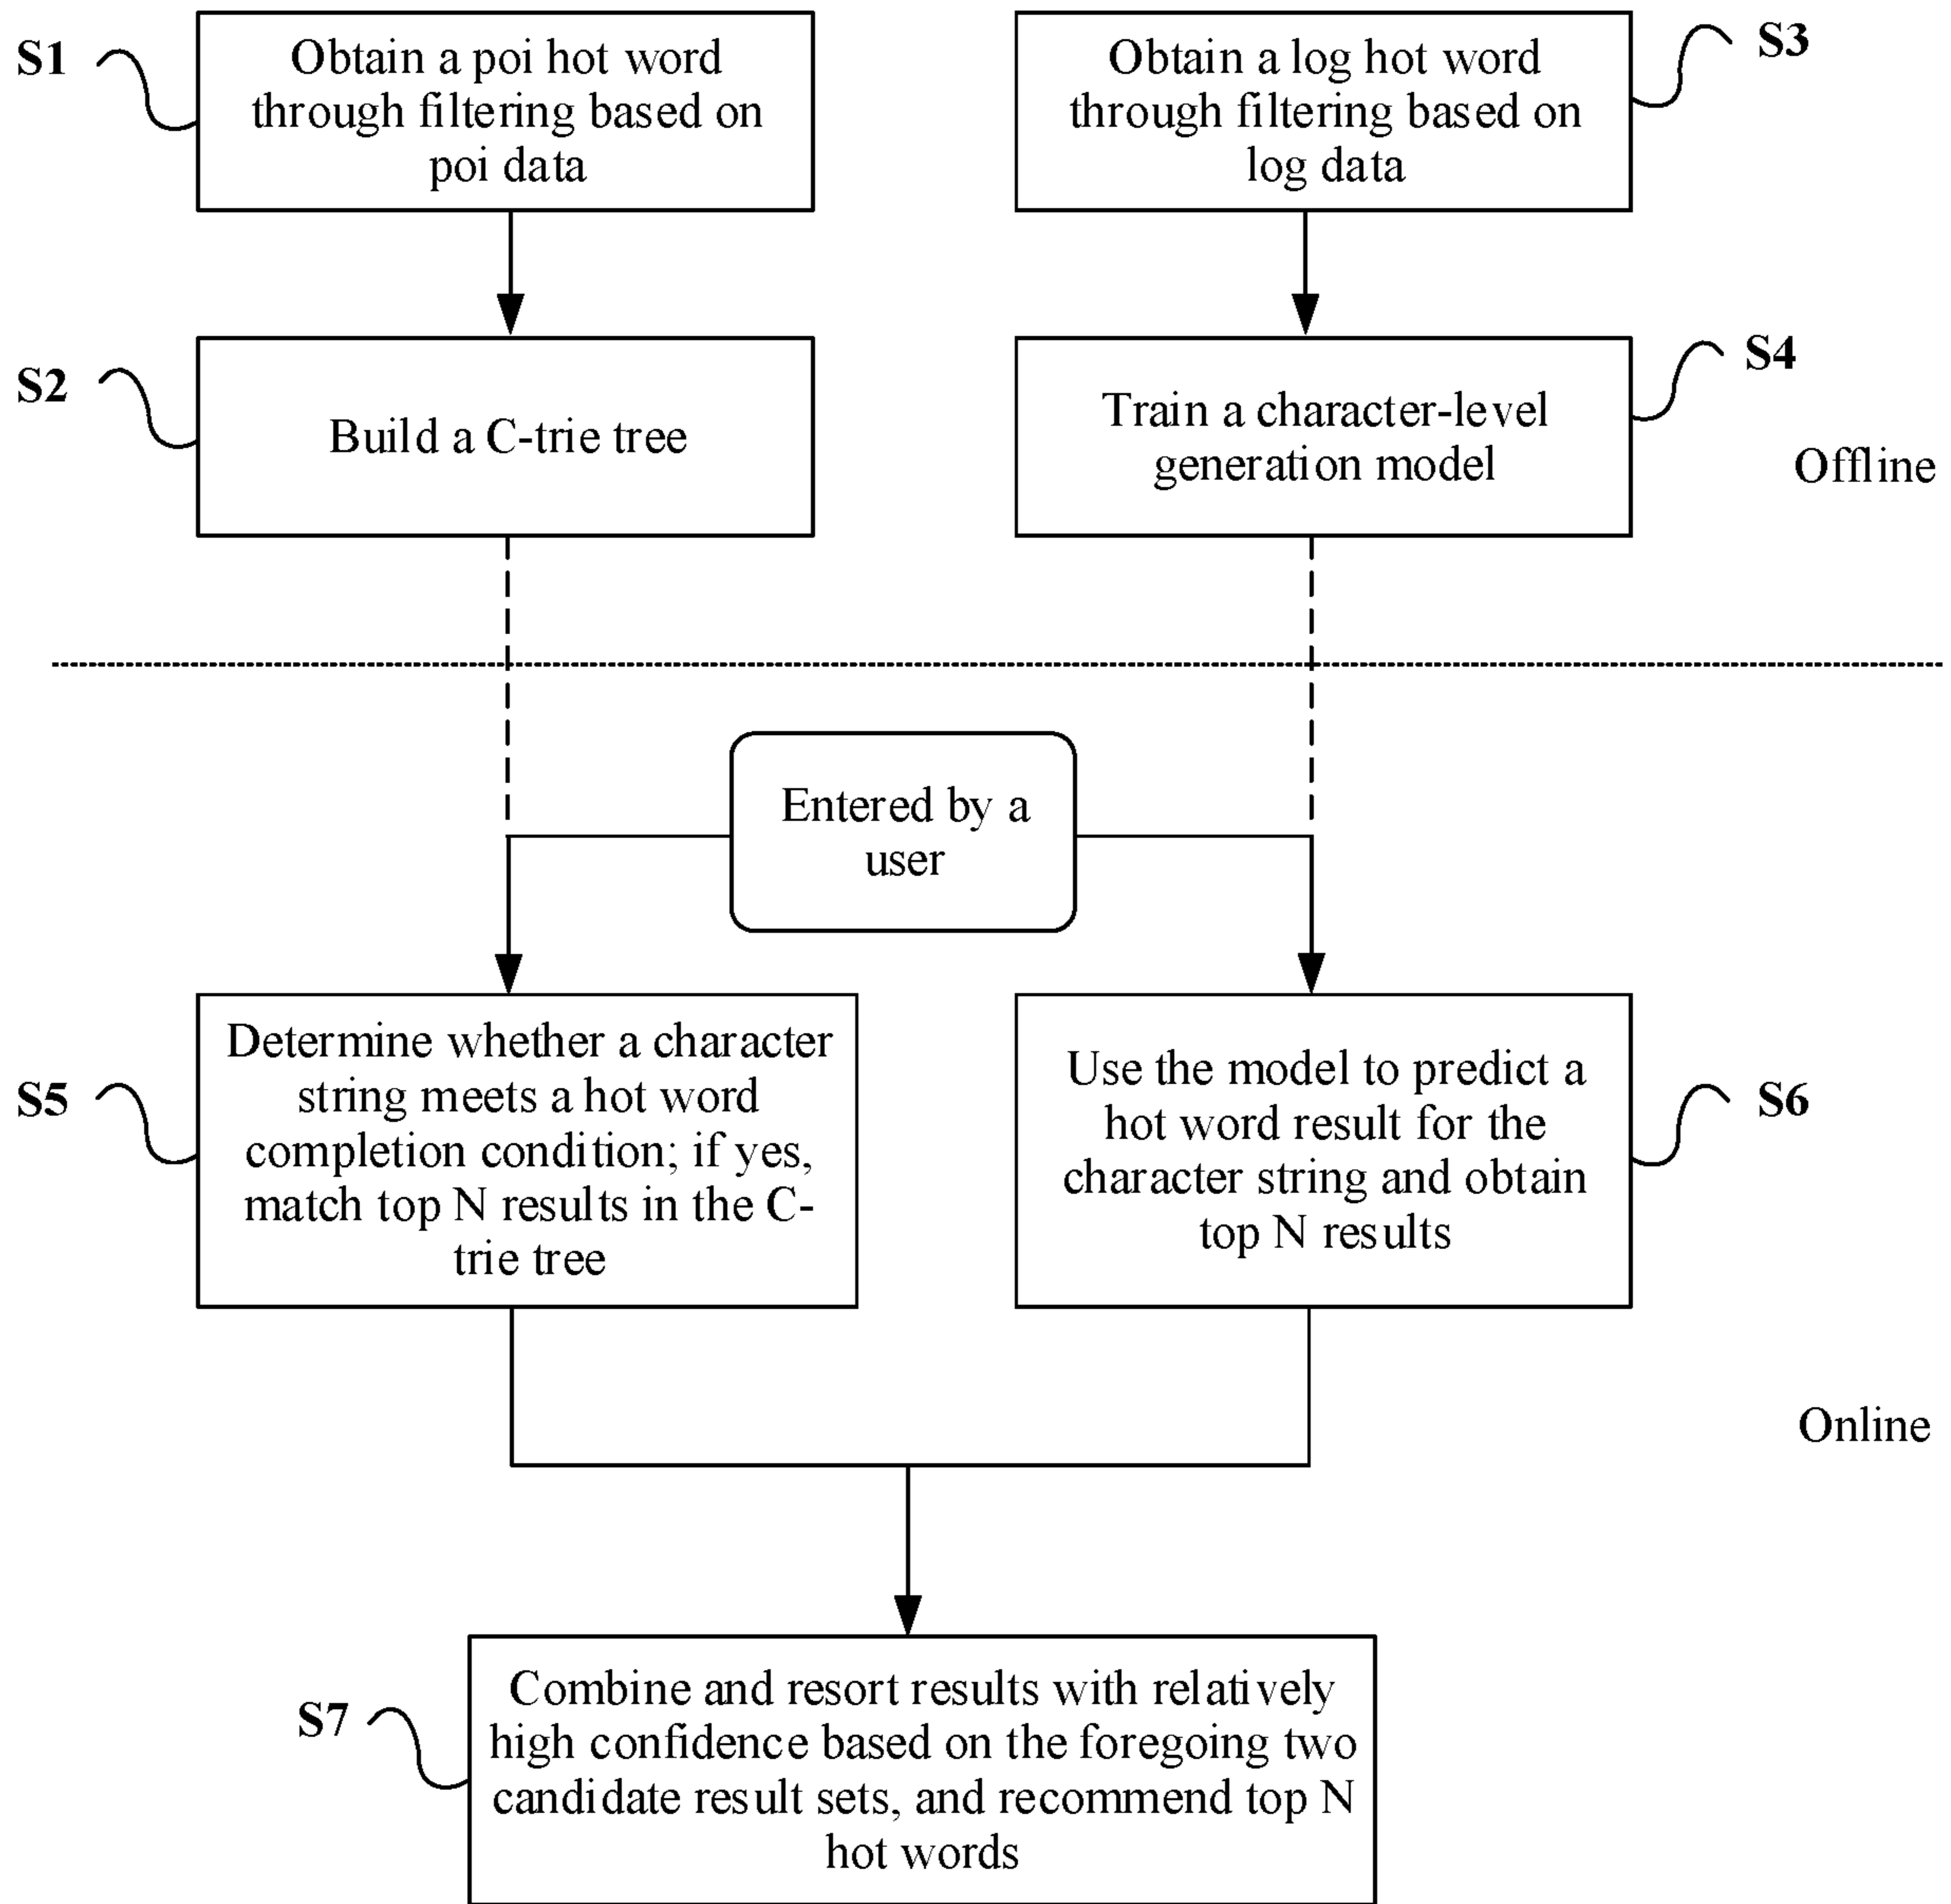 S1
Obtain a poi hot word
through filtering based on
poi data
Obtain a log hot word
through filtering based on
log data
S3
S2
Build a C-trie tree
Train a character-level
generation model
S4
Offline
Entered by a
user
S5
Determine whether a character
string meets a hot word
completion condition; if yes,
match top N results in the C-
trie tree
Use the model to predict a
hot word result for the
character string and obtain
top N results
S6
Online
S7
Combine and resort results with relatively
high confidence based on the foregoing two
candidate result sets, and recommend top N
hot words